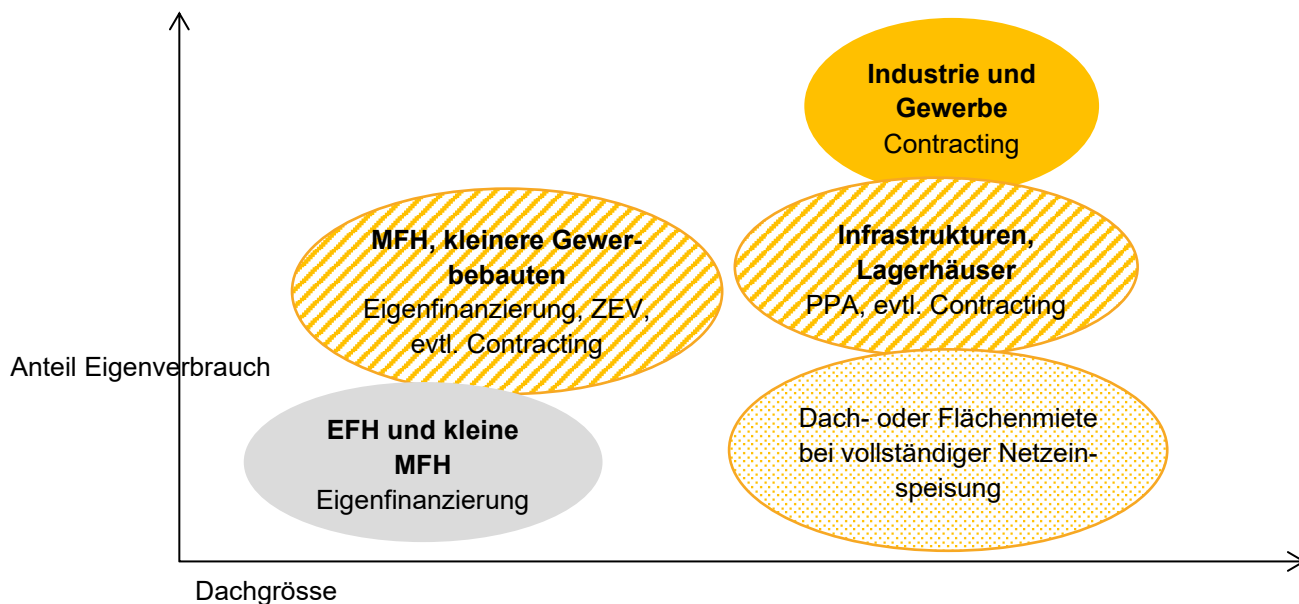 Industrie und
Gewerbe
Contracting
MFH, kleinere Gewer-
bebauten
Eigenfinanzierung, ZEV,
evtl. Contracting
Infrastrukturen,
Lagerhäuser
PPA, evtl. Contracting
Anteil Eigenverbrauch
EFH und kleine
MFH
Eigenfinanzierung
Dach- oder Flächenmiete
bei vollständiger Netzein-
speisung
Dachgrösse